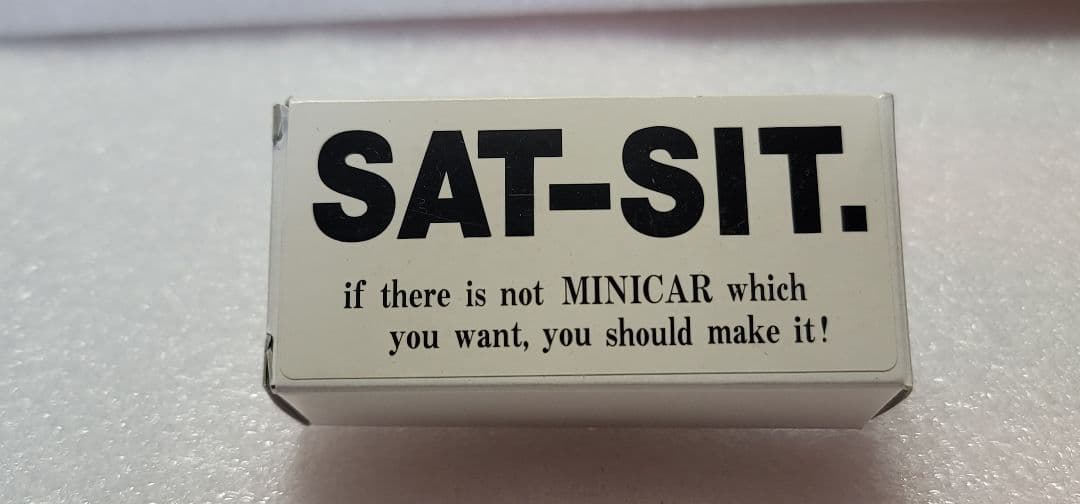 SAT-SIT.
if there is not MINICAR which
you want, you should make it!